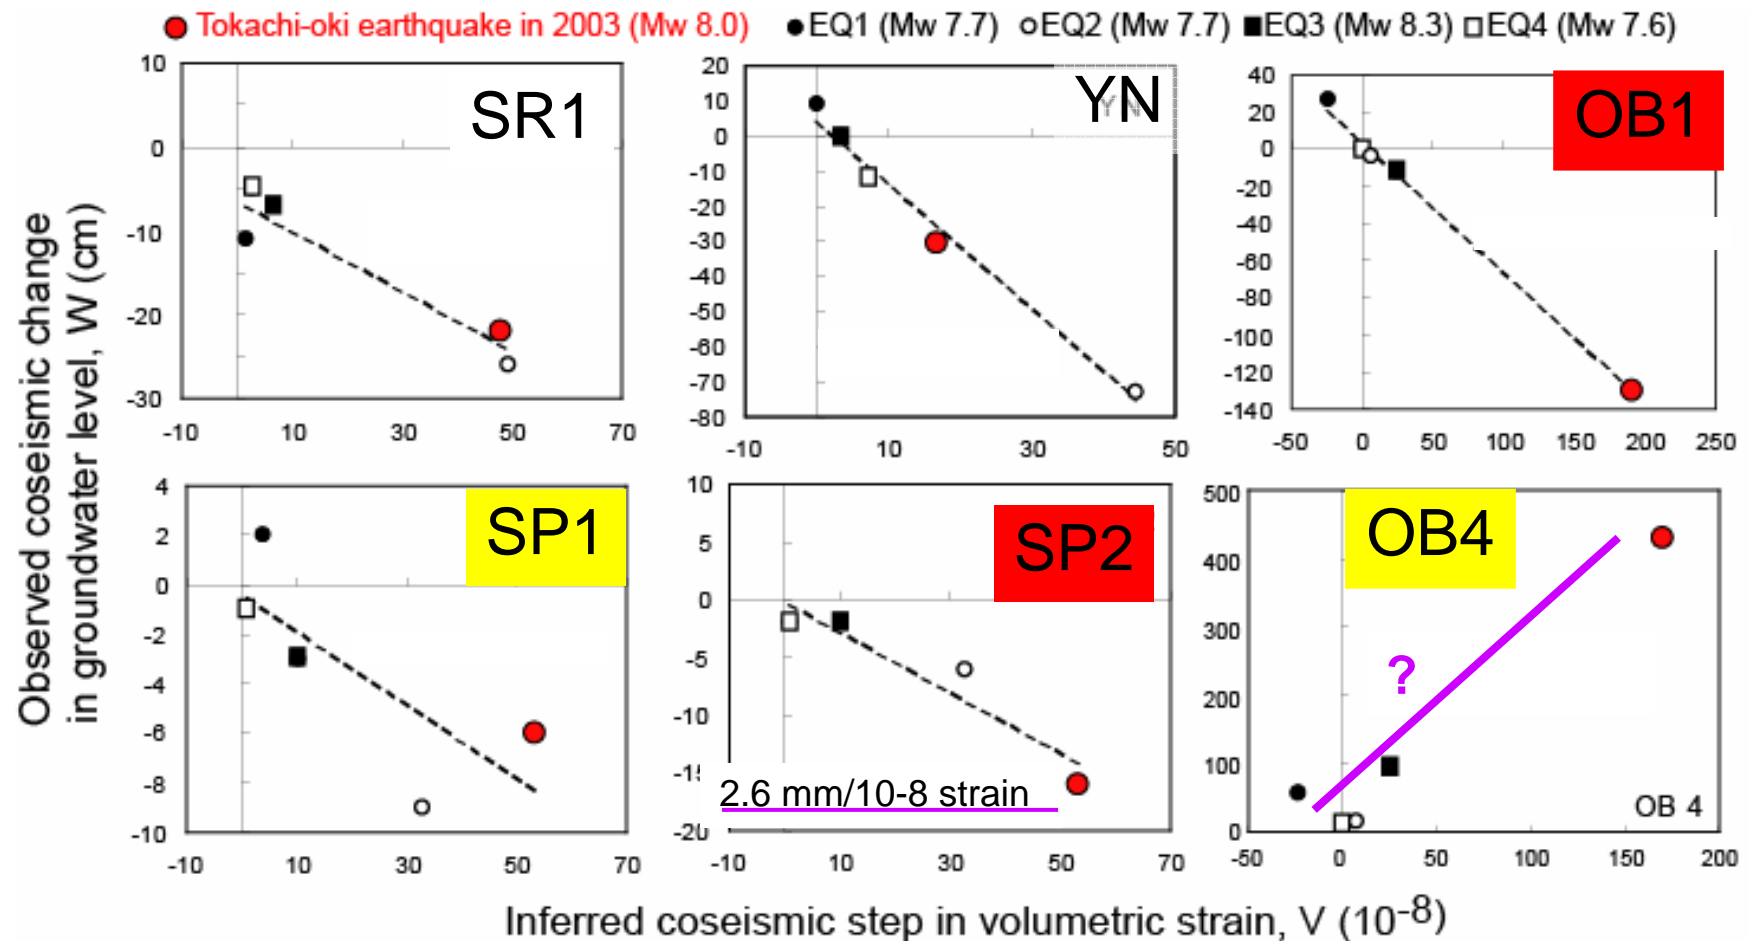 Tokachi-oki earthquake in 2003 (Mw 8.0) EQ1 (Mw 7.7) EQ2 (Mw 7.7) EQ3 (Mw 8.3) EQ4 (Mw 7.6)
Observed coseismic change
in groundwater level, W (cm)
SR1
10
0
-10
-20
-30
-10 10 30 50 70
YN
YN
20
10
0
-10
-20
-30
-40
-50
-60
-70
-80
-10 10 30 50
OB1
40
20
0
-20
-40
-60
-80
-100
-120
-140
-50 0 50 100 150 200 250
SP1
4
2
0
-2
-4
-6
-8
-10
-10 10 30 50 70
SP2
10
5
0
-5
-10
-15
2.6 mm/10-8 strain
-20
-10 10 30 50 70
OB4
500
400
300
200
100
0
?
OB 4
-50 0 50 100 150 200
Inferred coseismic step in volumetric strain, V (10-8)